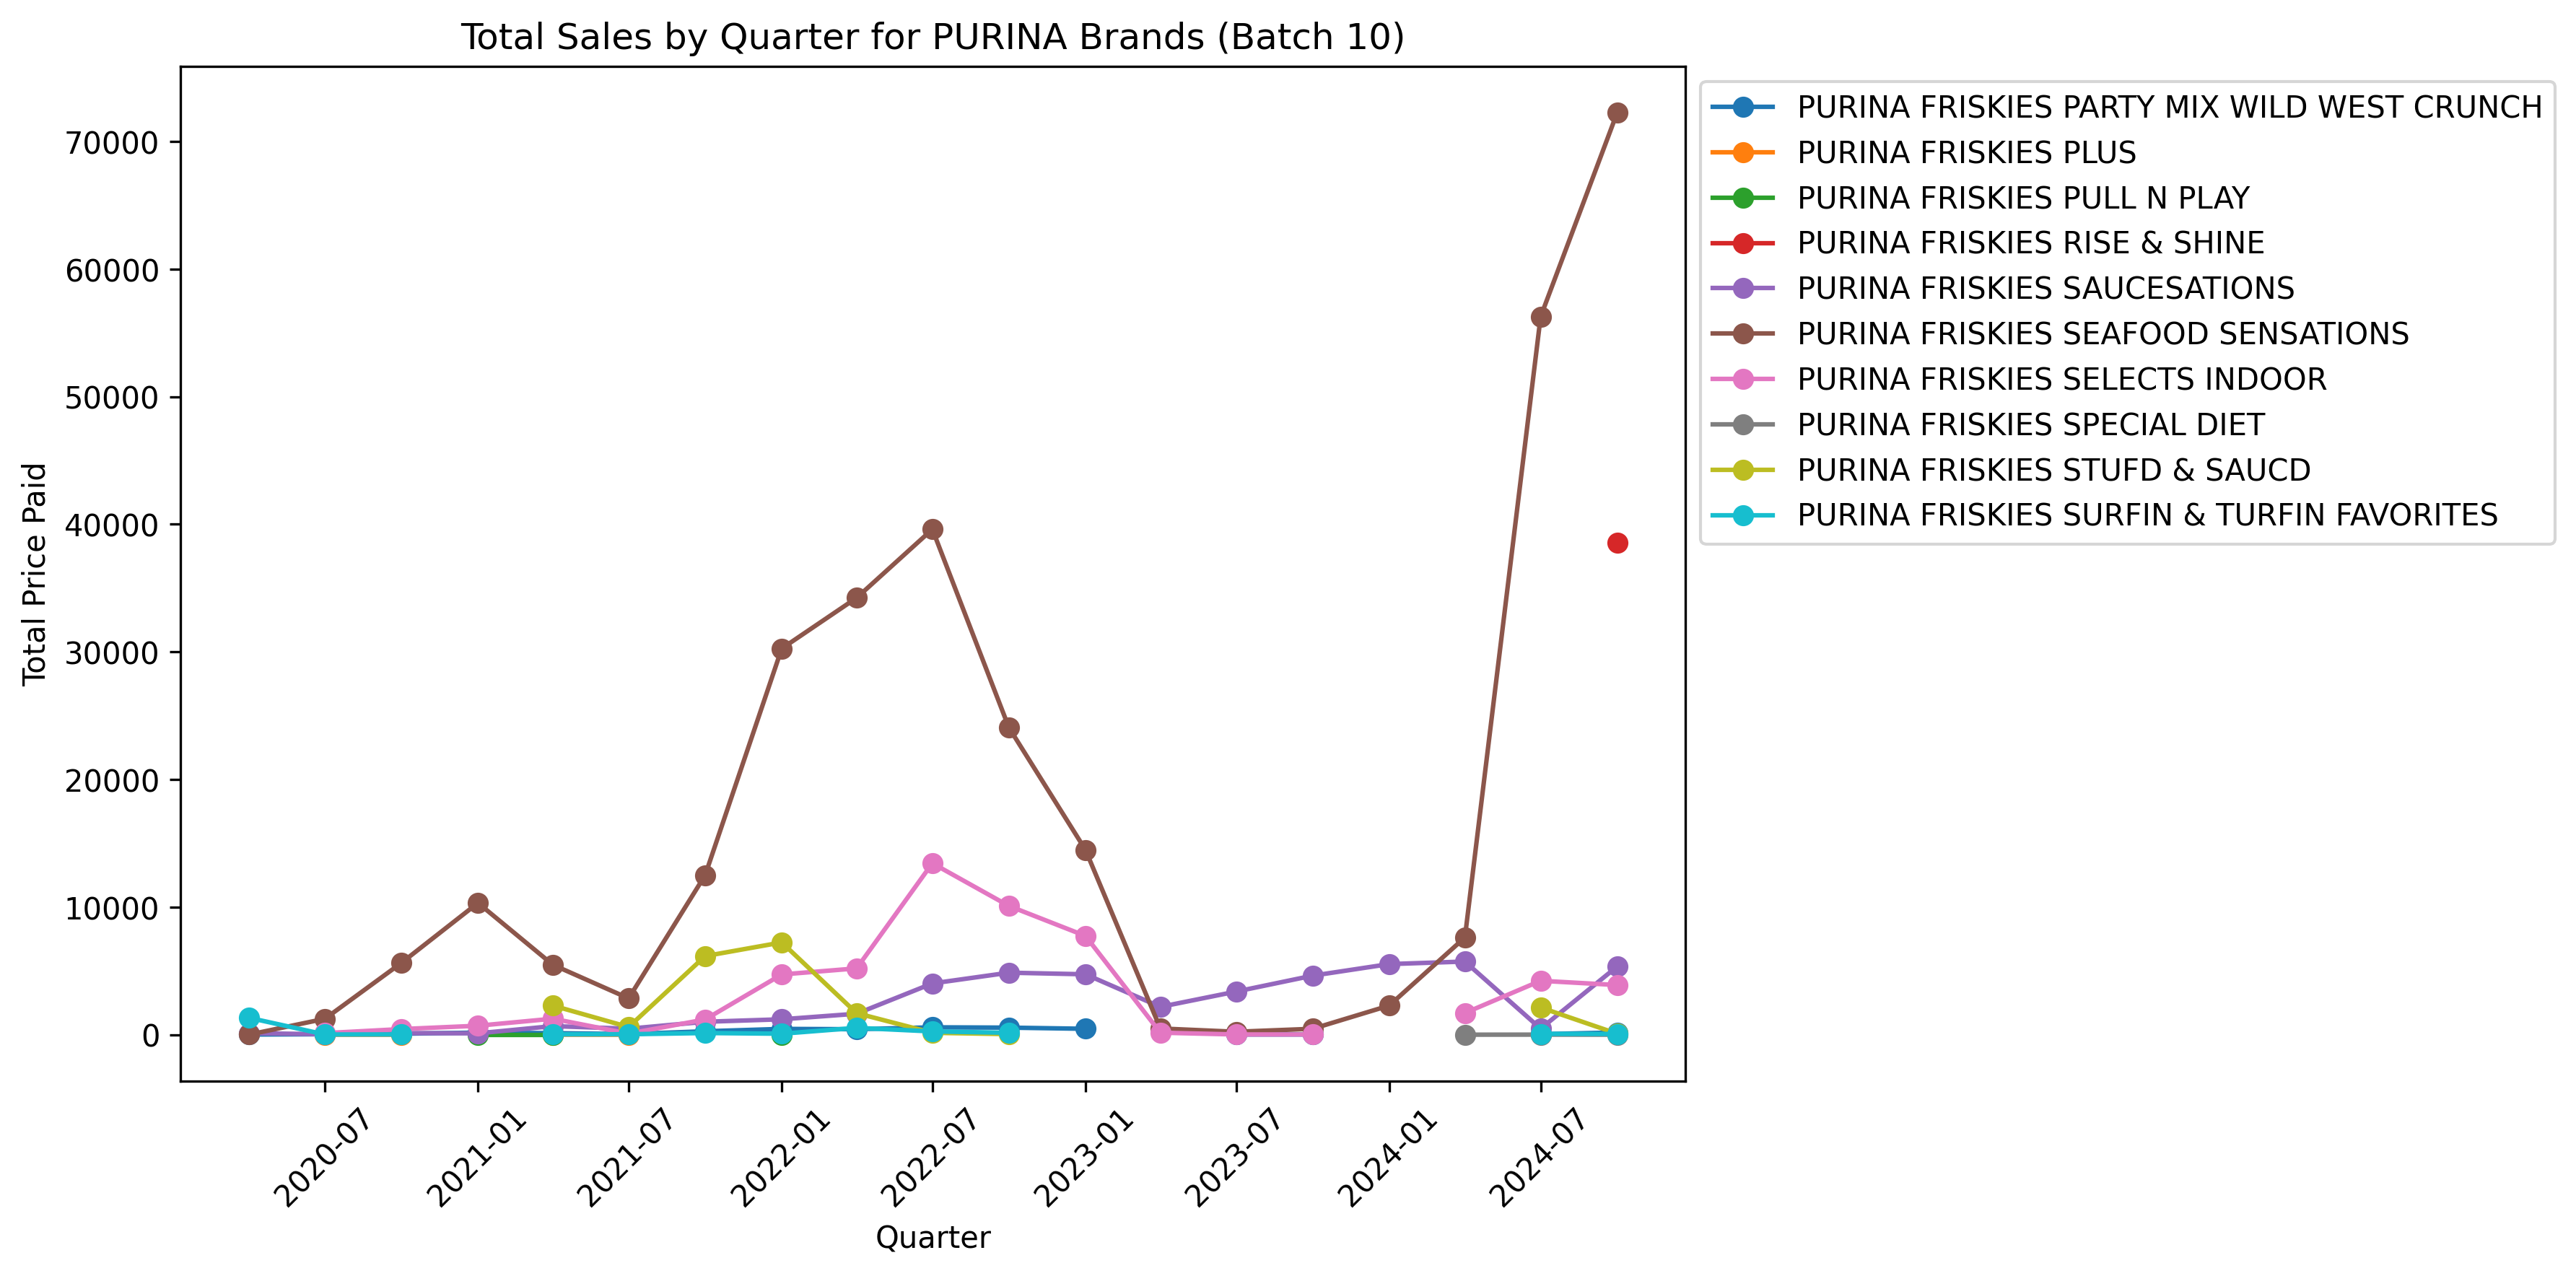 Total Sales by Quarter for PURINA Brands (Batch 10)
Total Price Paid
70000
60000
50000
40000
30000
20000
10000
0
2020-07
2021-01
2021-07
2022-01
2022-07
2023-01
2023-07
2024-01
2024-07
Quarter
PURINA FRISKIES PARTY MIX WILD WEST CRUNCH
PURINA FRISKIES PLUS
PURINA FRISKIES PULL N PLAY
PURINA FRISKIES RISE & SHINE
PURINA FRISKIES SAUCESATIONS
PURINA FRISKIES SEAFOOD SENSATIONS
PURINA FRISKIES SELECTS INDOOR
PURINA FRISKIES SPECIAL DIET
PURINA FRISKIES STUFD & SAUCD
PURINA FRISKIES SURFIN & TURFIN FAVORITES